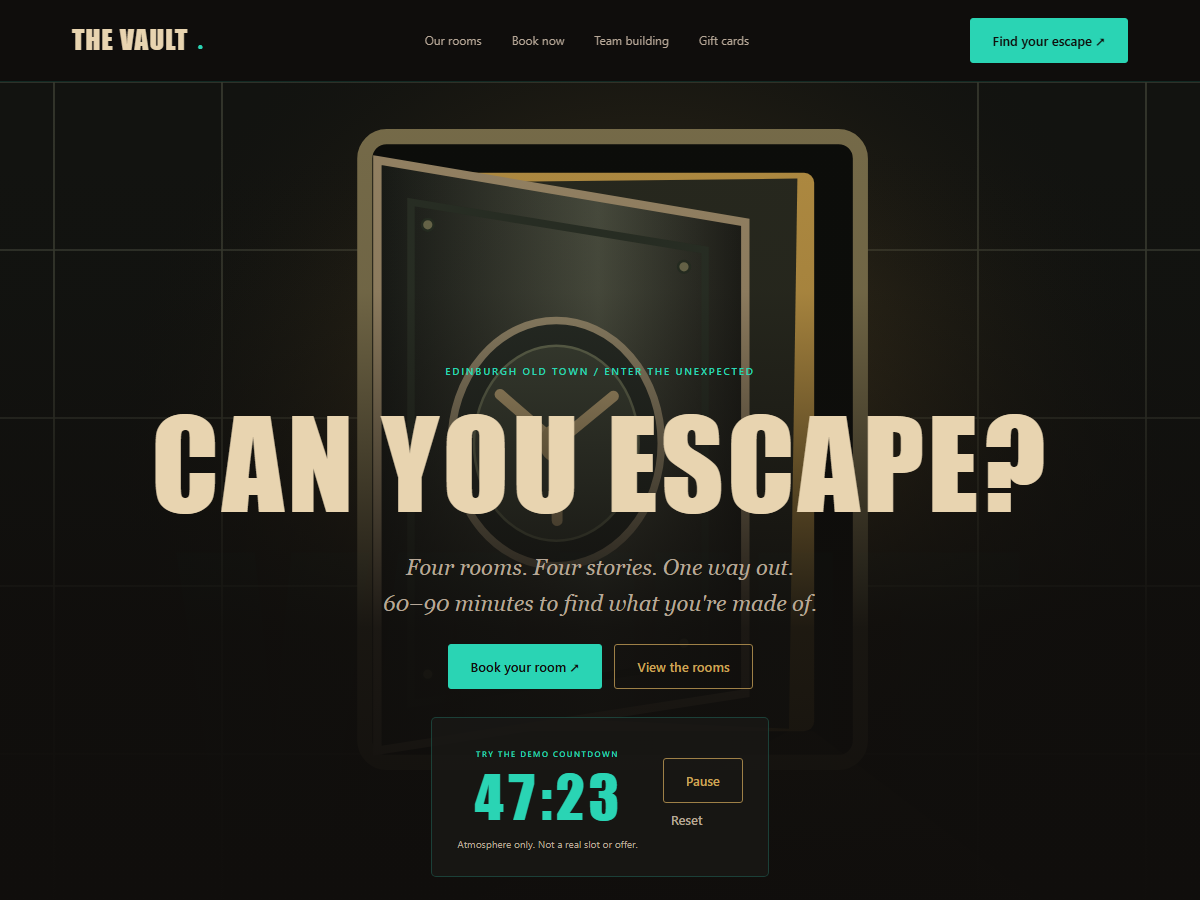 THE VAULT .
Our rooms
Book now
Team building
Gift cards
Find your escape ↗
EDINBURGH OLD TOWN / ENTER THE UNEXPECTED
CAN YOU ESCAPE?
Four rooms. Four stories. One way out.
60–90 minutes to find what you're made of.
Book your room ↗
View the rooms
TRY THE DEMO COUNTDOWN
47:23
Atmosphere only. Not a real slot or offer.
Pause
Reset